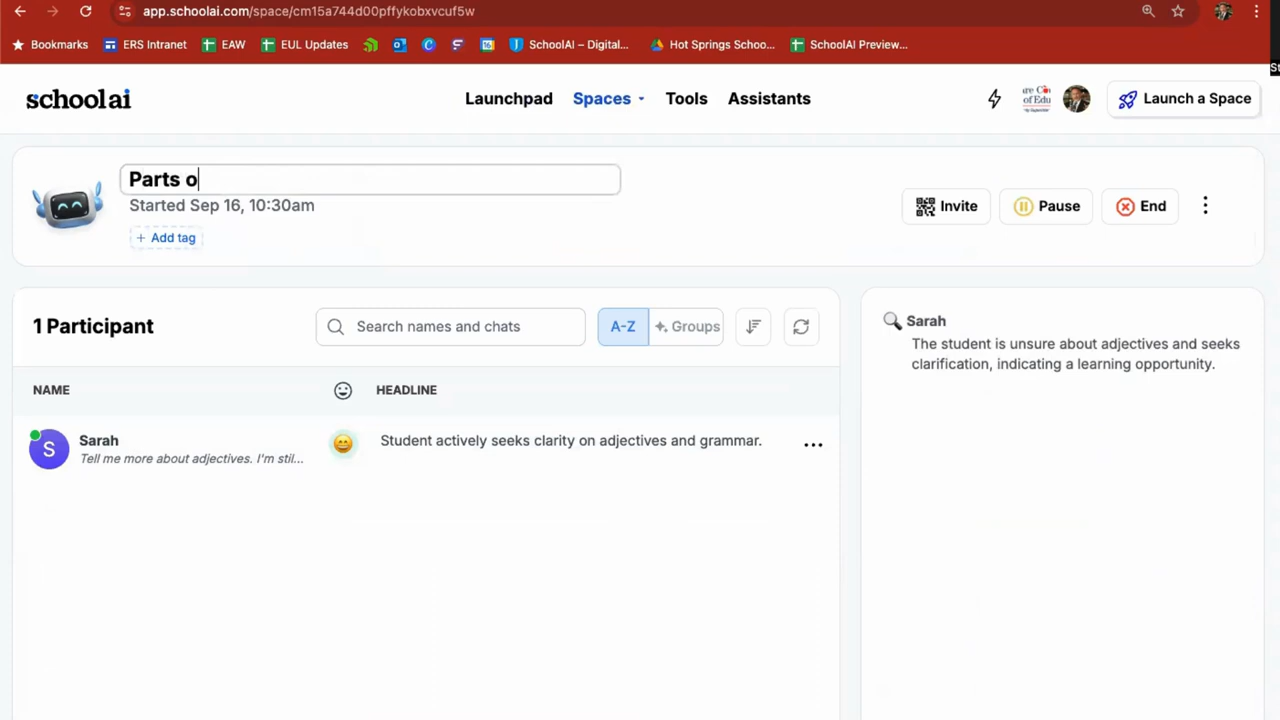 apps.schoolai.com/space/cm15a744d00pffykobxvcuf5w
Bookmarks ERS Intranet EAW EUL Updates SchoolAI – Digital... Hot Springs Schoo... SchoolAI Preview...
schoolai Launchpad Spaces Tools Assistants Launch a Space
Parts o
Started Sep 16, 10:30am
+ Add tag
Invite Pause End
1 Participant Search names and chats A-Z Groups
NAME HEADLINE
S Sarah Student actively seeks clarity on adjectives and grammar.
Tell me more about adjectives. I'm stil...
Sarah
The student is unsure about adjectives and seeks
clarification, indicating a learning opportunity.